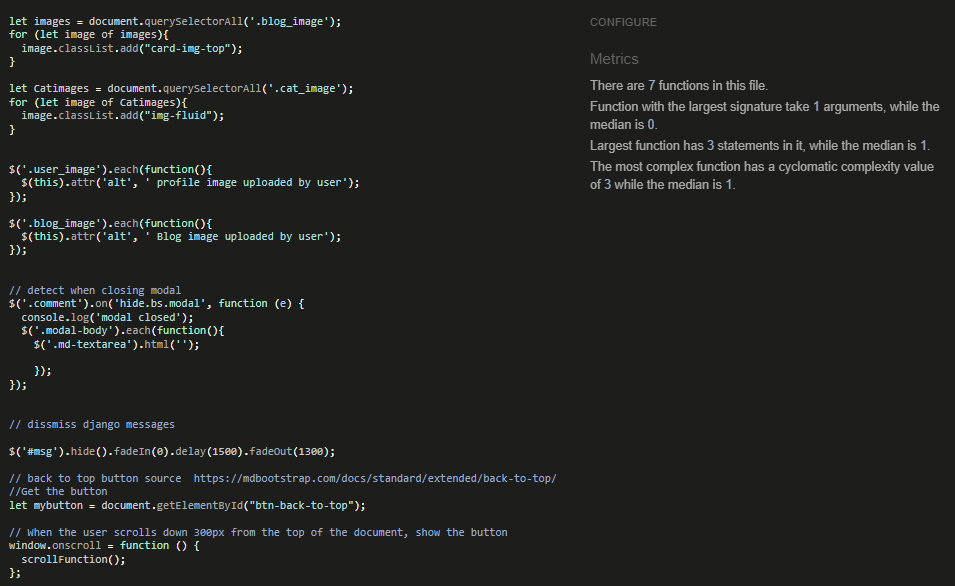 let images = document.querySelectorAll('.blog_image');
for (let image of images){
  image.classList.add("card-img-top");
}

let Catimages = document.querySelectorAll('.cat_image');
for (let image of Catimages){
  image.classList.add("img-fluid");
}

$('.user_image').each(function(){
  $(this).attr('alt', ' profile image uploaded by user');
});

$('.blog_image').each(function(){
  $(this).attr('alt', ' Blog image uploaded by user');
});

// detect when closing modal
$('.comment').on('hide.bs.modal', function (e) {
  console.log('modal closed');
  $('.modal-body').each(function(){
    $('.md-textarea').html('');

    });
});

// dissmiss django messages

$('#msg').hide().fadeIn(0).delay(1500).fadeOut(1300);

// back to top button source  https://mdbootstrap.com/docs/standard/extended/back-to-top/
//Get the button
let mybutton = document.getElementById("btn-back-to-top");

// When the user scrolls down 300px from the top of the document, show the button
window.onscroll = function () {
  scrollFunction();
};

CONFIGURE
Metrics
There are 7 functions in this file.
Function with the largest signature take 1 arguments, while the
median is 0.
Largest function has 3 statements in it, while the median is 1.
The most complex function has a cyclomatic complexity value
of 3 while the median is 1.